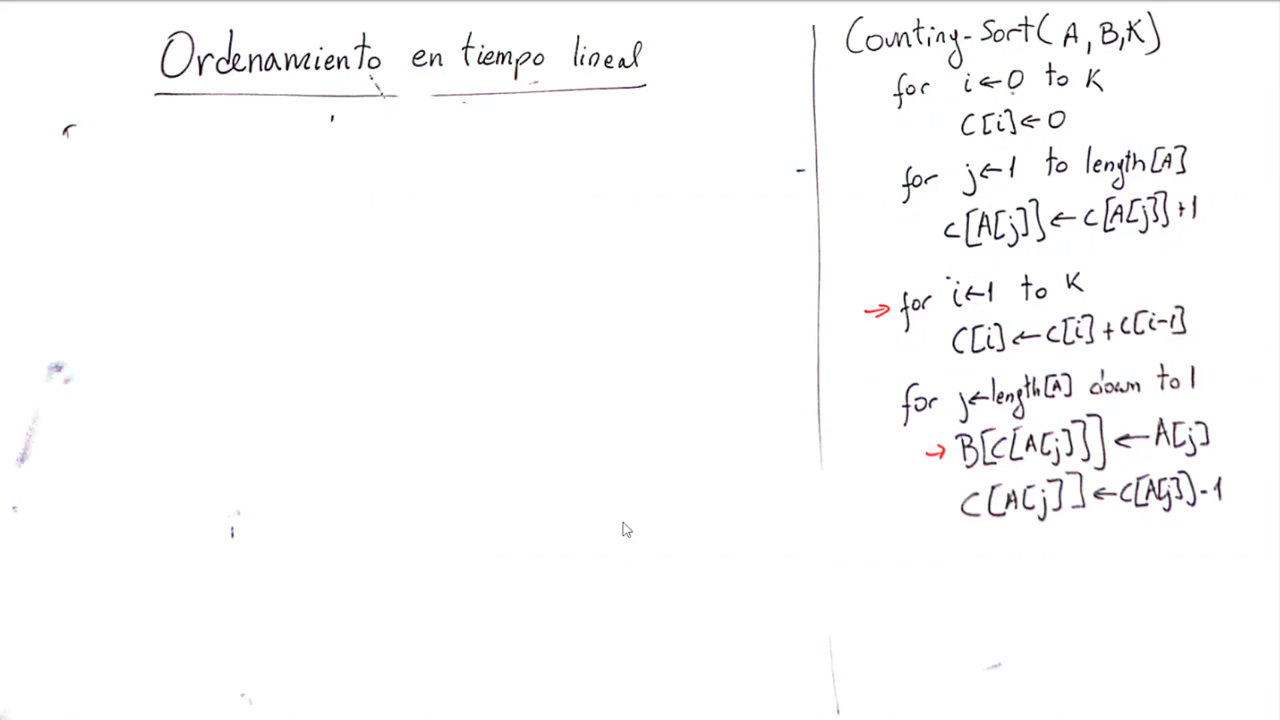 Ordenamiento en tiempo lineal
Counting-Sort(A,B,K)
for i←0 to K
C[i]←0
for j←1 to length[A]
C[A[j]]←C[A[j]]+1
→ for i←1 to K
C[i]←C[i]+C[i-1]
for j←length[A] down to 1
→ B[C[A[j]]]←A[j]
C[A[j]]←C[A[j]]-1